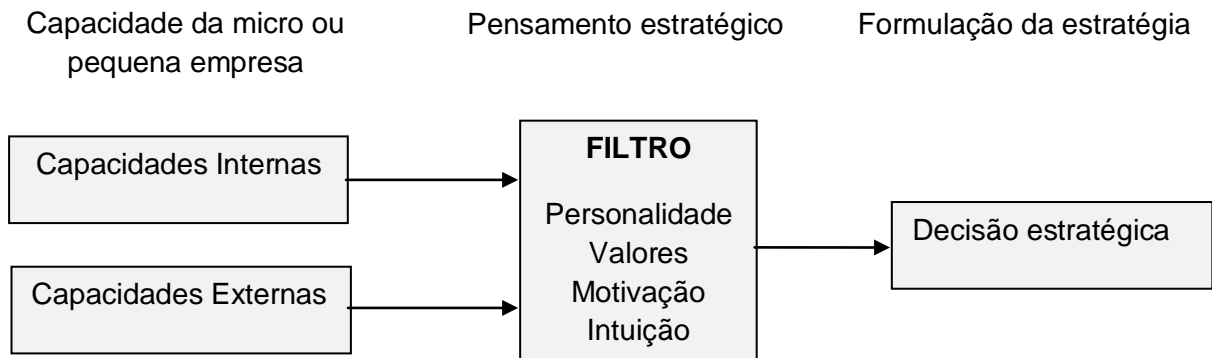 Capacidade da micro ou
pequena empresa
Pensamento estratégico
Formulação da estratégia
Capacidades Internas
Capacidades Externas
FILTRO
Personalidade
Valores
Motivação
Intuição
Decisão estratégica